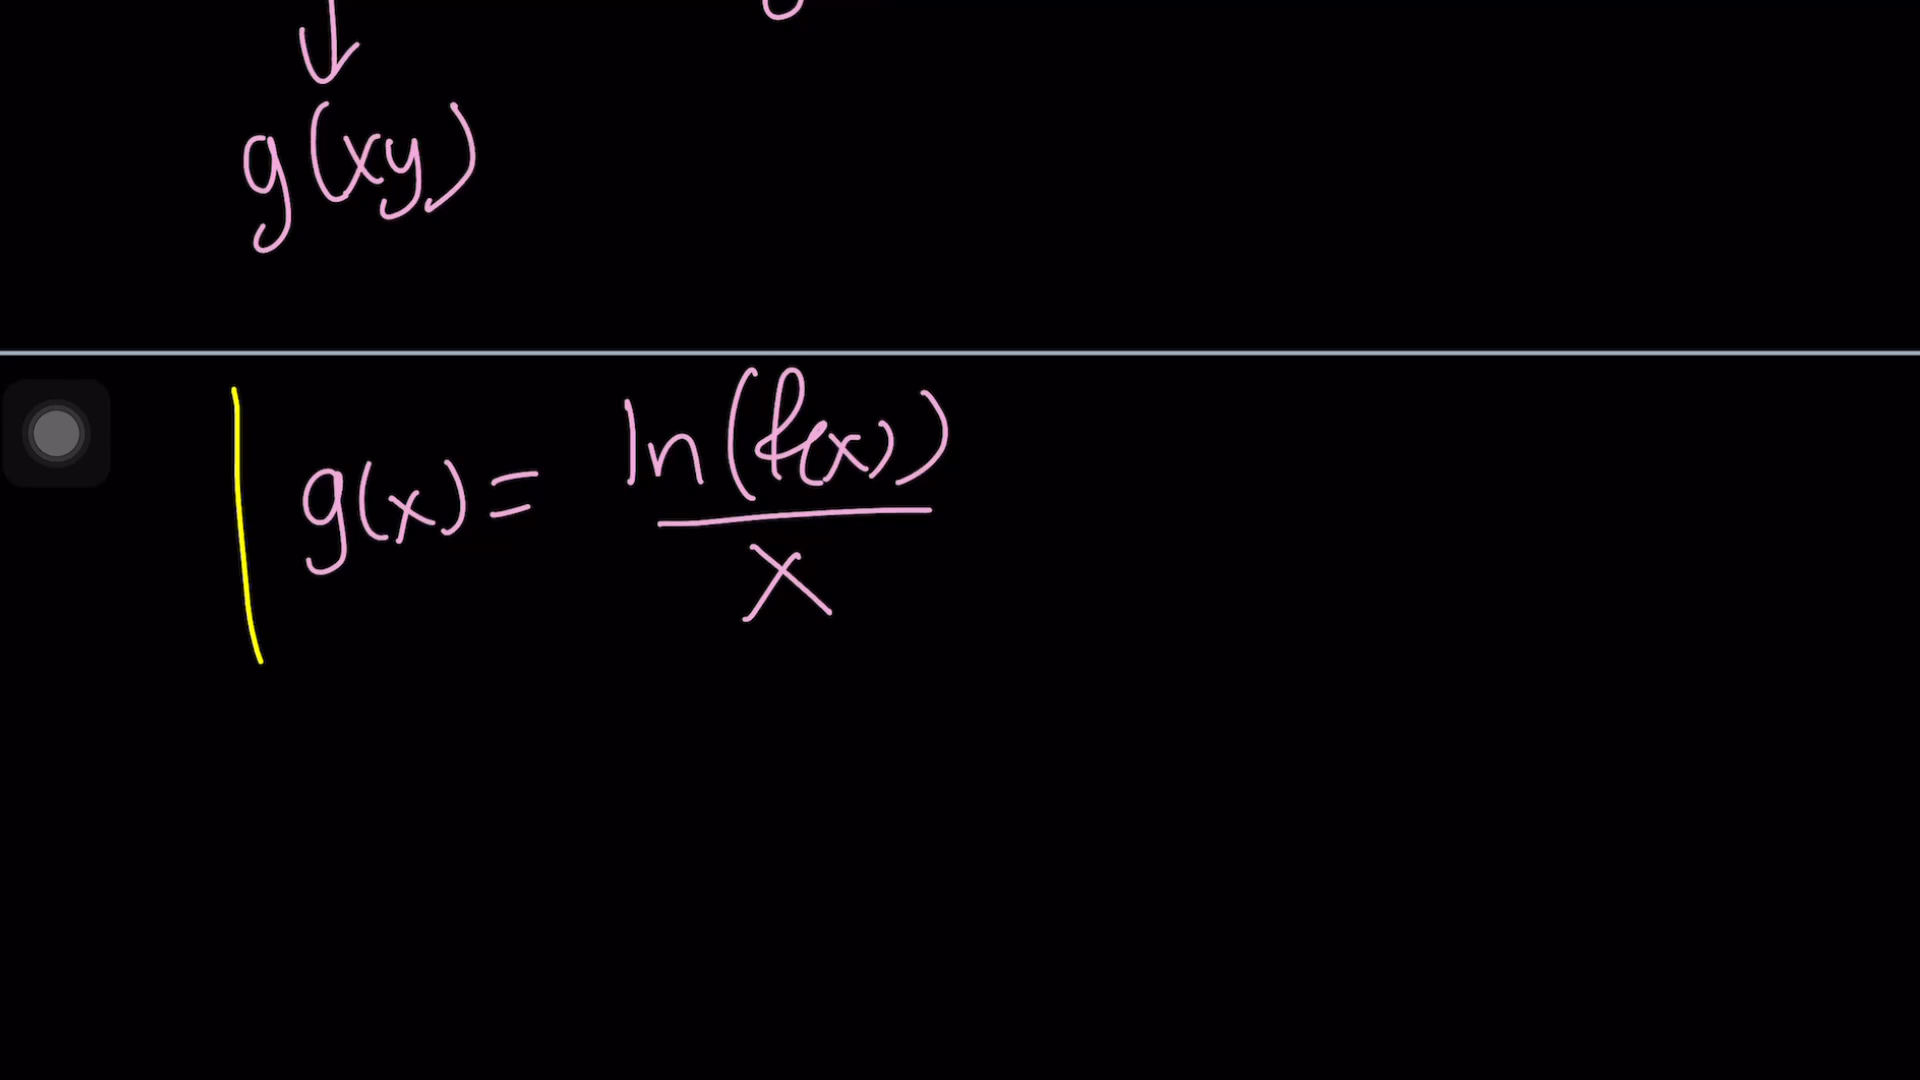 g(xy)
g(x) = ln(f(x)) / x